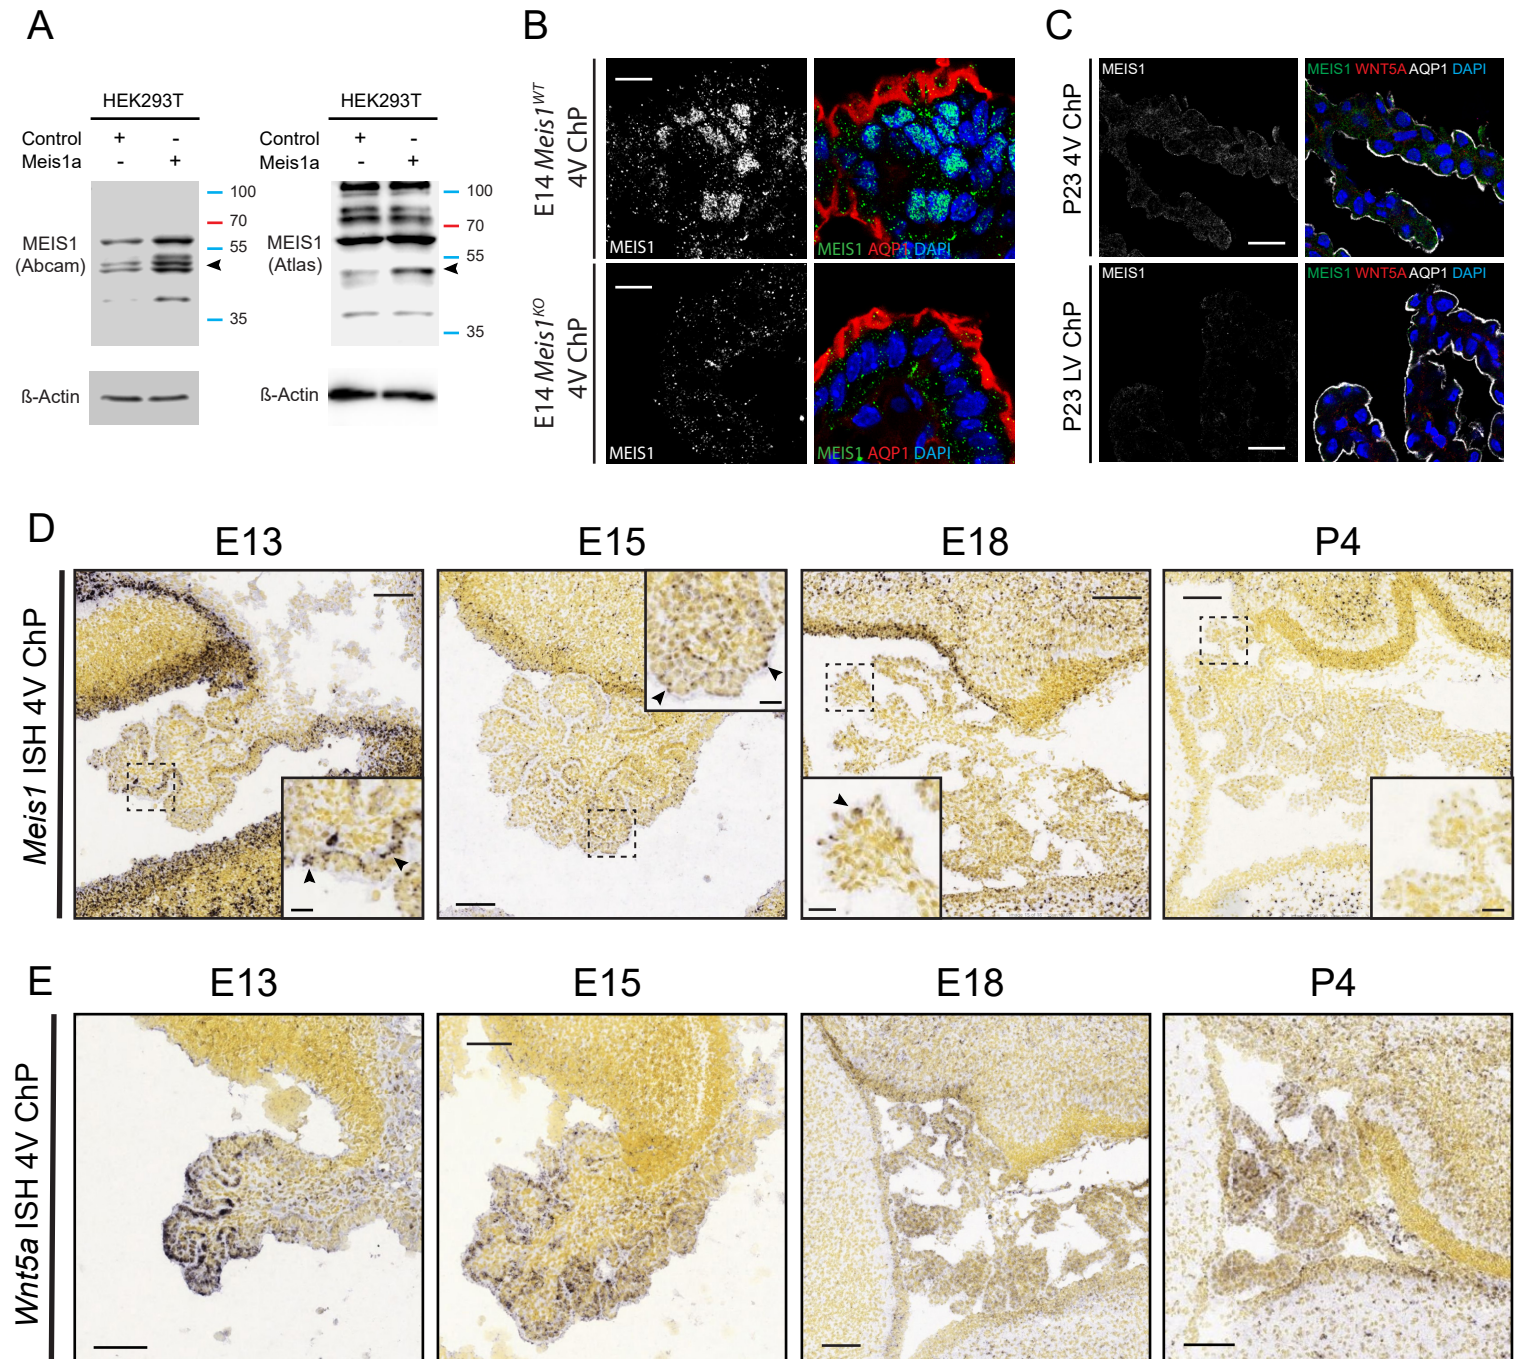 A
HEK293T
Control + -
Meis1a - +
MEIS1
(Abcam)
100
70
55
35
ß-Actin
HEK293T
Control + -
Meis1a - +
MEIS1
(Atlas)
100
70
55
35
ß-Actin
B
E14 Meis1WT
4V ChP
MEIS1
MEIS1 AQP1 DAPI
E14 Meis1KO
4V ChP
MEIS1
MEIS1 AQP1 DAPI
C
P23 4V ChP
MEIS1
MEIS1 WNT5A AQP1 DAPI
P23 LV ChP
MEIS1
MEIS1 WNT5A AQP1 DAPI
D
E13
E15
E18
P4
Meis1 ISH 4V ChP
E
E13
E15
E18
P4
Wnt5a ISH 4V ChP